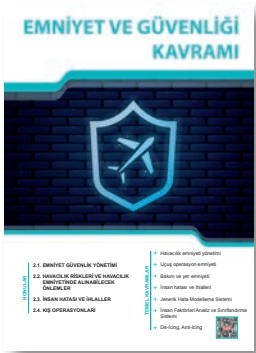 EMNİYET VE GÜVENLİĞİ
KAVRAMI
KONULAR
2.1. EMNİYET GÜVENLİK YÖNETİMİ
2.2. HAVACILIK RİSKLERİ VE HAVACILIK
EMNİYETİNDE ALINABİLECEK
ÖNLEMLER
2.3. İNSAN HATASI VE İHLALLER
2.4. KIŞ OPERASYONLARI
TEMEL KAVRAMLAR
Havacılık emniyeti yönetimi
Uçuş operasyon emniyeti
Bakım ve yer emniyeti
İnsan hatası ve ihlalleri
Jenerik Hata Modelleme Sistemi
İnsan Faktörleri Analiz ve Sınıflandırma
Sistemi
De-Icing, Anti-Icing